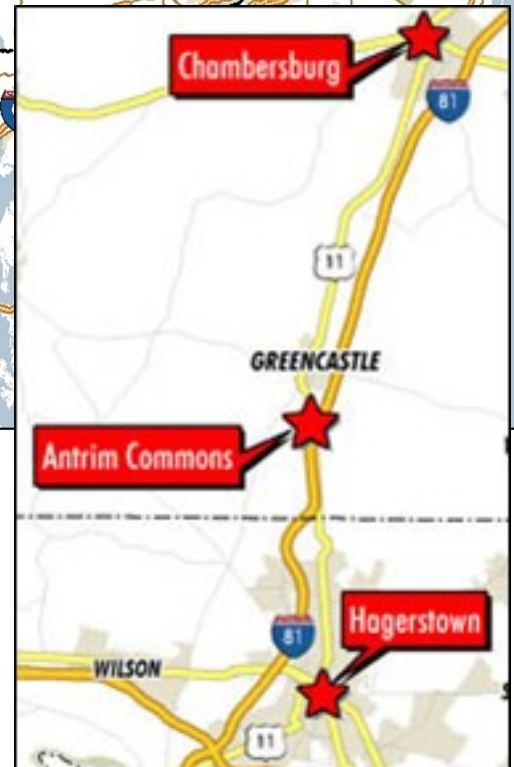 Chambersburg
81
11
GREENCASTLE
Antrim Commons
81
Hagerstown
WILSON
11